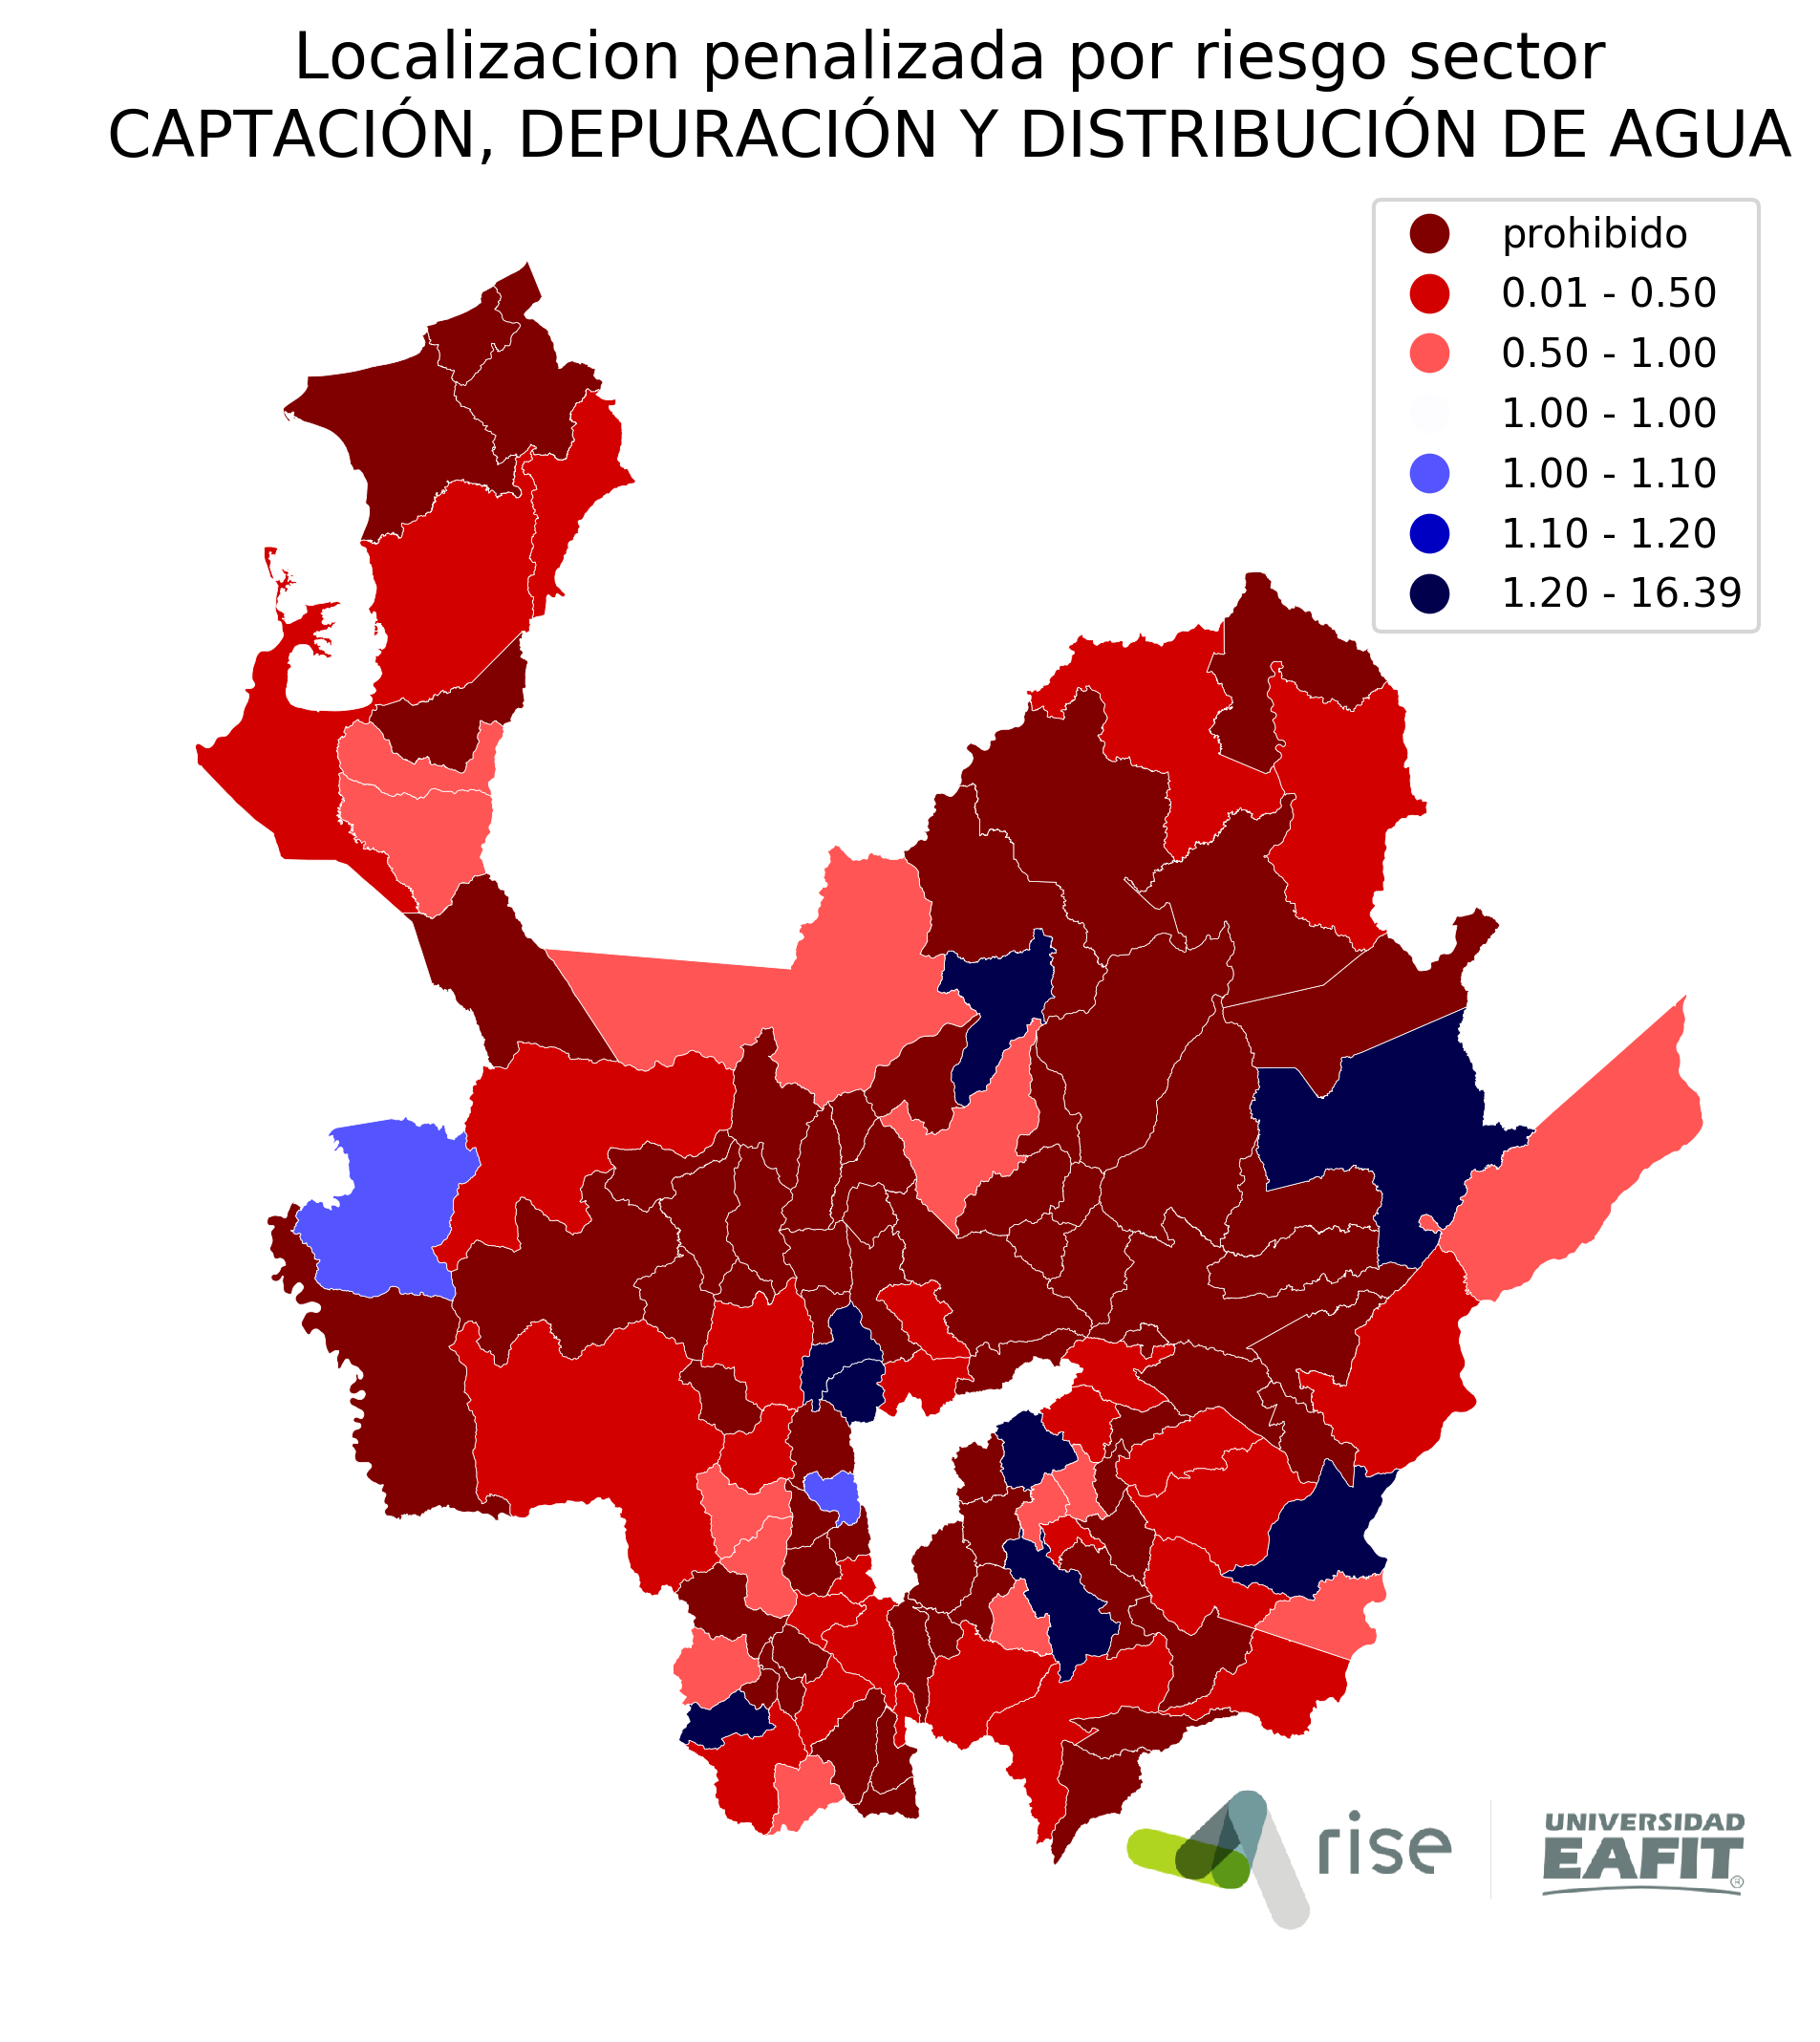 Localizacion penalizada por riesgo sector
CAPTACIÓN, DEPURACIÓN Y DISTRIBUCIÓN DE AGUA
prohibido
0.01 - 0.50
0.50 - 1.00
1.00 - 1.00
1.00 - 1.10
1.10 - 1.20
1.20 - 16.39
rise
UNIVERSIDAD
EAFIT®